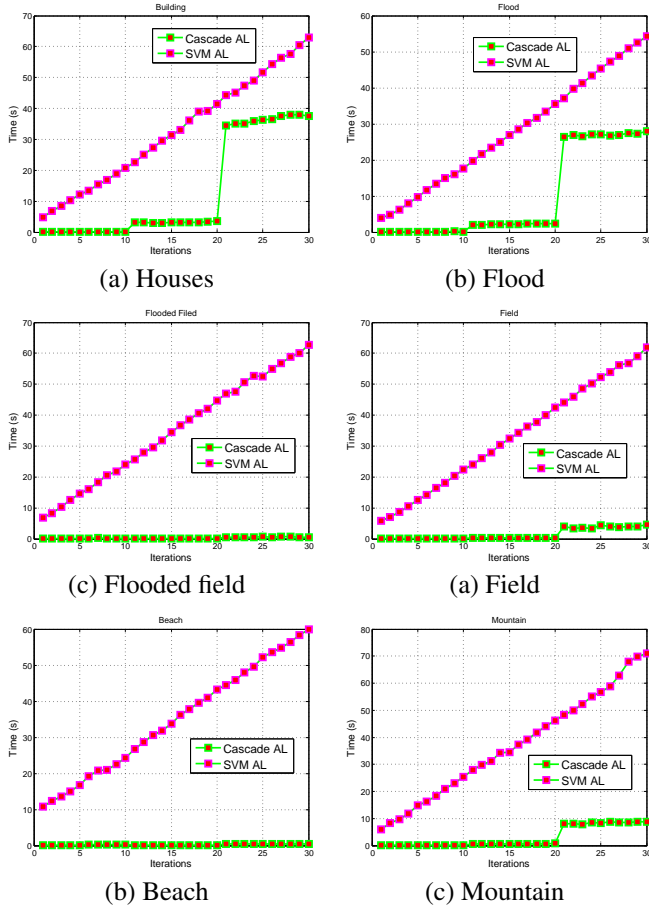 Building
Time (s)
70
60
50
40
30
20
10
0
Cascade AL
SVM AL
0 5 10 15 20 25 30
Iterations
(a) Houses
Flood
Time (s)
60
50
40
30
20
10
0
Cascade AL
SVM AL
0 5 10 15 20 25 30
Iterations
(b) Flood
Flooded Filed
Time (s)
70
60
50
40
30
20
10
0
Cascade AL
SVM AL
0 5 10 15 20 25 30
Iterations
(c) Flooded field
Field
Time (s)
70
60
50
40
30
20
10
0
Cascade AL
SVM AL
0 5 10 15 20 25 30
Iterations
(a) Field
Beach
Time (s)
60
50
40
30
20
10
0
Cascade AL
SVM AL
0 5 10 15 20 25 30
Iterations
(b) Beach
Mountain
Time (s)
80
70
60
50
40
30
20
10
0
Cascade AL
SVM AL
0 5 10 15 20 25 30
Iterations
(c) Mountain